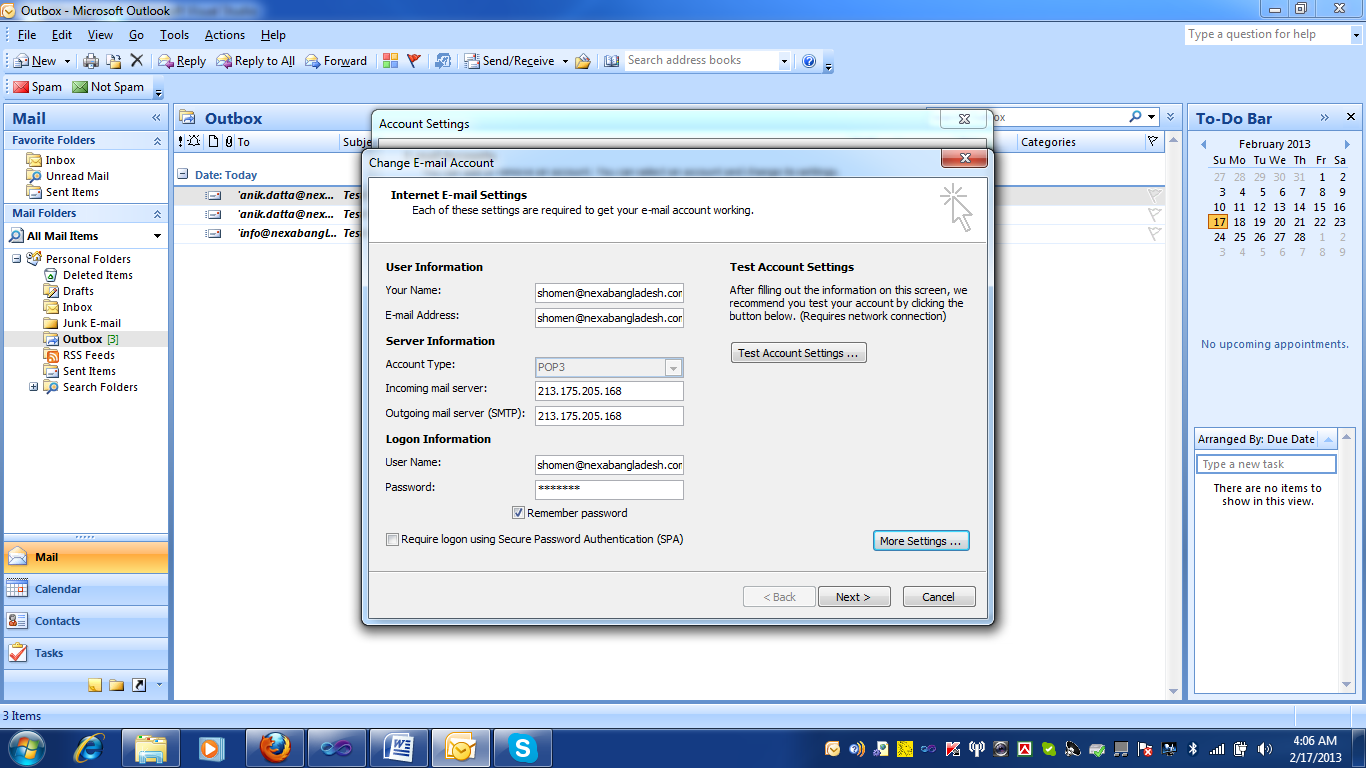 Outbox - Microsoft Outlook
File Edit View Go Tools Actions Help
Type a question for help
New Reply Reply to All Forward Send/Receive Search address books
Spam Not Spam
Mail «
Favorite Folders
Inbox
Unread Mail
Sent Items
Mail Folders
All Mail Items
Personal Folders
Deleted Items
Drafts
Inbox
Junk E-mail
Outbox [3]
RSS Feeds
Sent Items
Search Folders
Mail
Calendar
Contacts
Tasks
3 Items
Outbox
! To Subje
Categories
Date: Today
'anik.datta@nex... Test
'anik.datta@nex... Tes
'info@nexabangl... Tes
Account Settings
Change E-mail Account
Internet E-mail Settings
Each of these settings are required to get your e-mail account working.
User Information
Your Name: shomen@nexabangladesh.com
E-mail Address: shomen@nexabangladesh.com
Server Information
Account Type: POP3
Incoming mail server: 213.175.205.168
Outgoing mail server (SMTP): 213.175.205.168
Logon Information
User Name: shomen@nexabangladesh.com
Password: *******
Remember password
Require logon using Secure Password Authentication (SPA)
Test Account Settings
After filling out the information on this screen, we
recommend you test your account by clicking the
button below. (Requires network connection)
Test Account Settings ...
More Settings ...
< Back Next > Cancel
To-Do Bar »
February 2013
Su Mo Tu We Th Fr Sa
27 28 29 30 31 1 2
3 4 5 6 7 8 9
10 11 12 13 14 15 16
17 18 19 20 21 22 23
24 25 26 27 28 1 2
3 4 5 6 7 8 9
No upcoming appointments.
Arranged By: Due Date
Type a new task
There are no items to
show in this view.
4:06 AM
2/17/2013